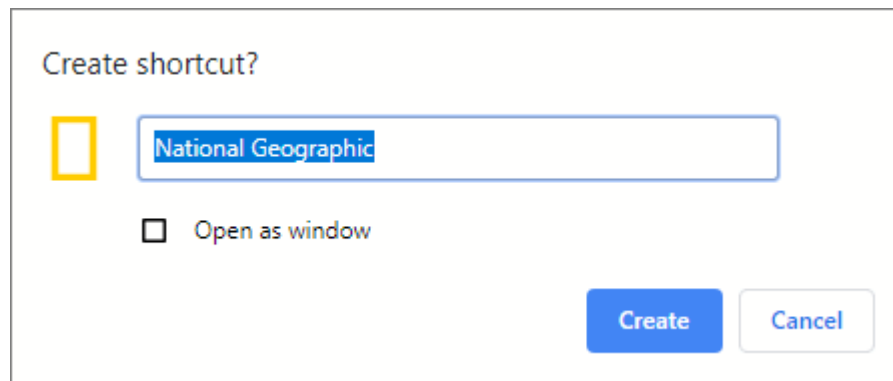 Create shortcut?
National Geographic
Open as window
Create Cancel